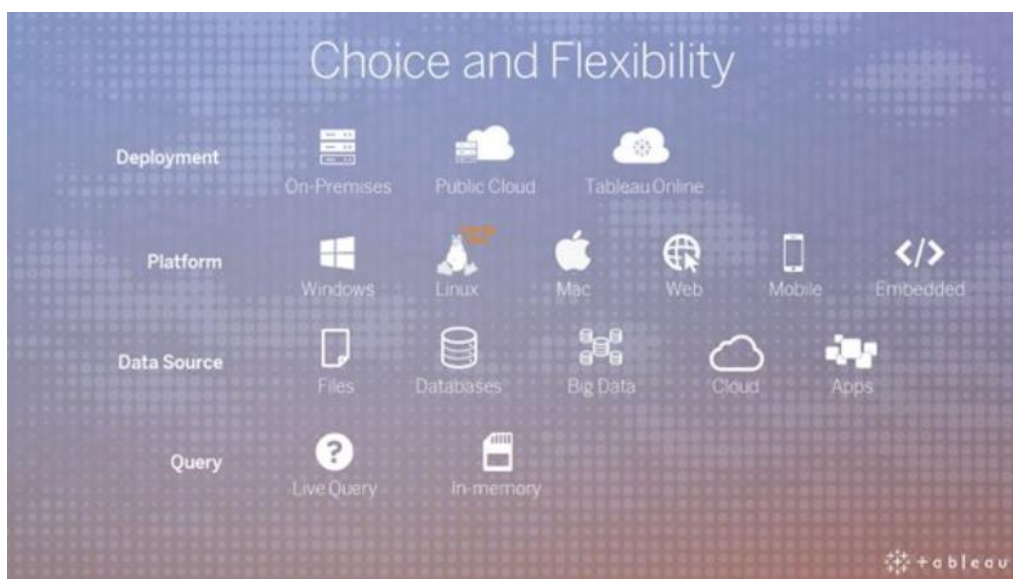 Choice and Flexibility
Deployment
On-Premises Public Cloud Tableau Online
Platform
Windows Linux Mac Web Mobile Embedded
Data Source
Files Databases Big Data Cloud Apps
Query
Live Query In-memory
+ableau